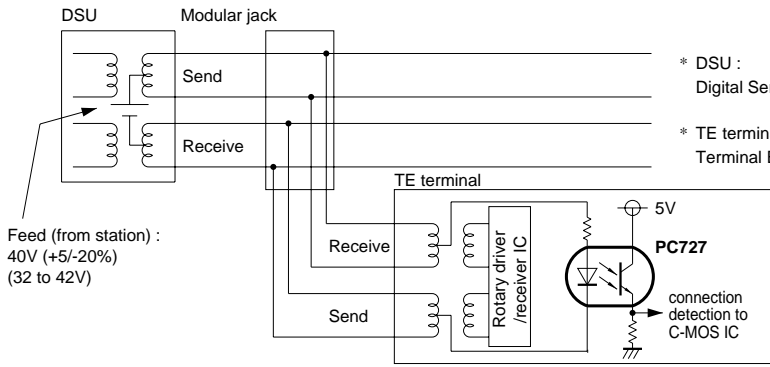 DSU
Modular jack
Send
Receive
* DSU :
Digital Ser
* TE termin
Terminal E
TE terminal
Feed (from station) :
40V (+5/-20%)
(32 to 42V)
Receive
Send
Rotary driver
/receiver IC
5V
PC727
connection
detection to
C-MOS IC